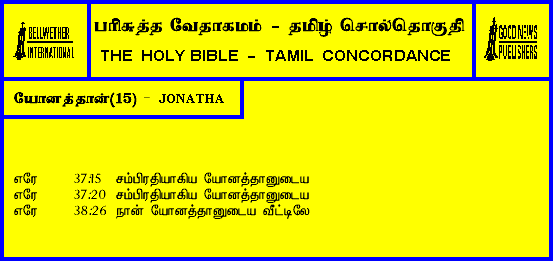 BELLWETHER
INTERNATIONAL
பரிசுத்த வேதாகமம் - தமிழ் சொல்தொகுதி
THE HOLY BIBLE - TAMIL CONCORDANCE
GOOD NEWS
PUBLISHERS
யோனத்தான்(15) - JONATHA
எரே 37:15 சம்பிரதியாகிய யோனத்தானுடைய
எரே 37:20 சம்பிரதியாகிய யோனத்தானுடைய
எரே 38:26 நான் யோனத்தானுடைய வீட்டிலே